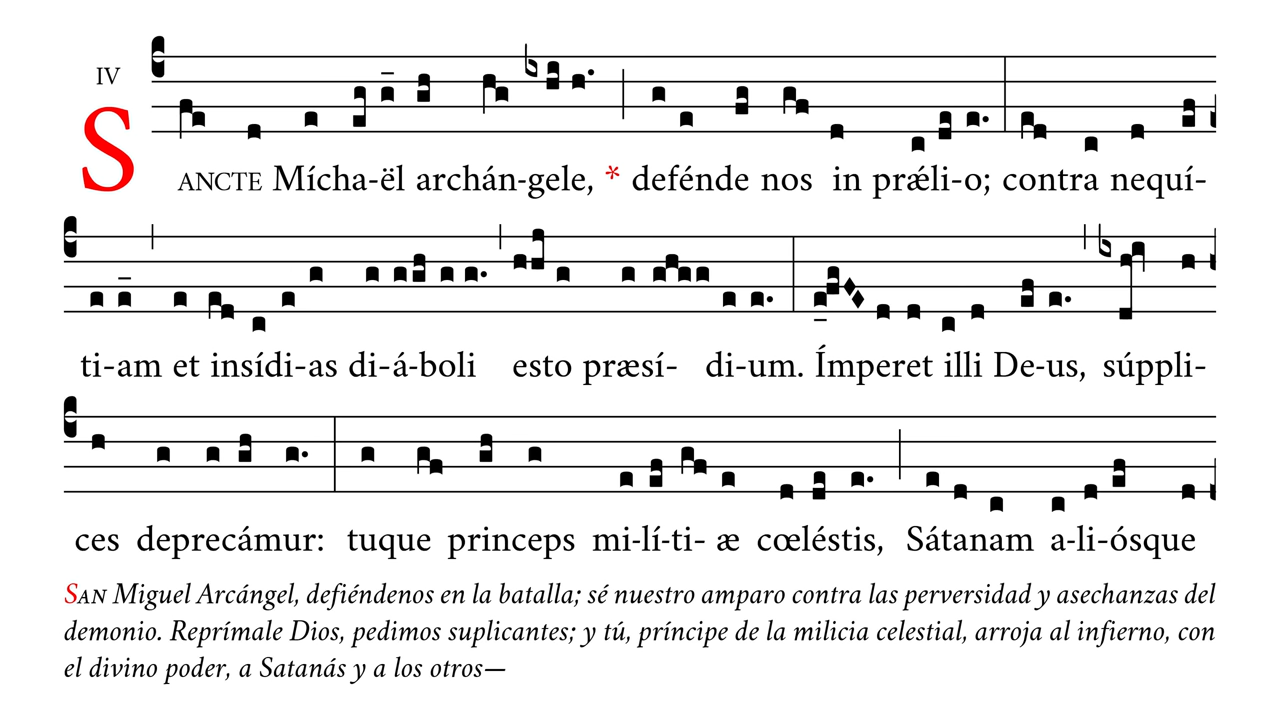 IV
SANCTE Mícha-ël archán-gele, * defénde nos in prǽli-o; contra nequí-
ti-am et insídi-as di-á-boli esto præsí- di-um. Ímperet illi De-us, súppli-
ces deprecámur: tuque princeps mi-lí-ti- æ cœléstis, Sátanam a-li-ósque
SAN Miguel Arcángel, defiéndenos en la batalla; sé nuestro amparo contra las perversidad y asechanzas del
demonio. Reprímale Dios, pedimos suplicantes; y tú, príncipe de la milicia celestial, arroja al infierno, con
el divino poder, a Satanás y a los otros—